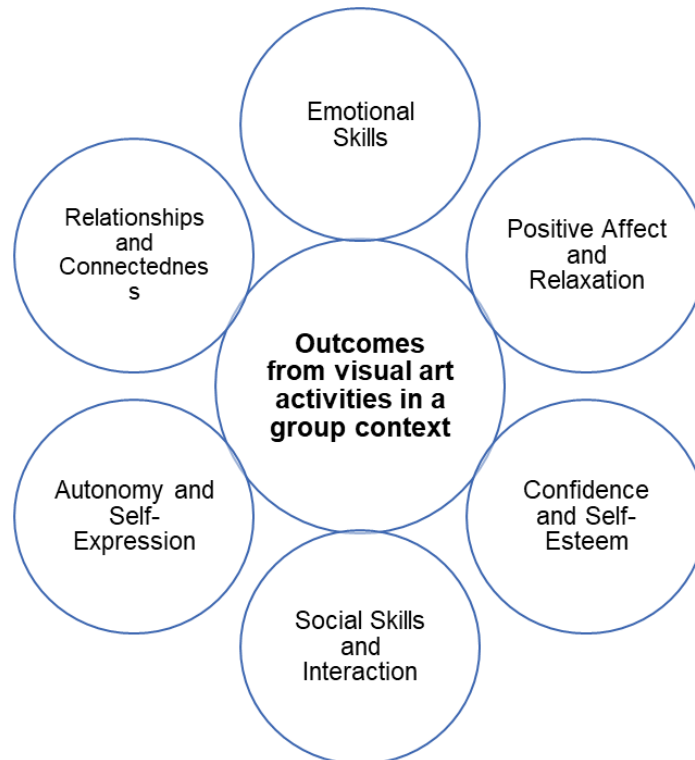 Emotional
Skills
Relationships
and
Connectednes
s
Positive Affect
and
Relaxation
Outcomes
from visual art
activities in a
group context
Autonomy and
Self-
Expression
Confidence
and Self-
Esteem
Social Skills
and
Interaction